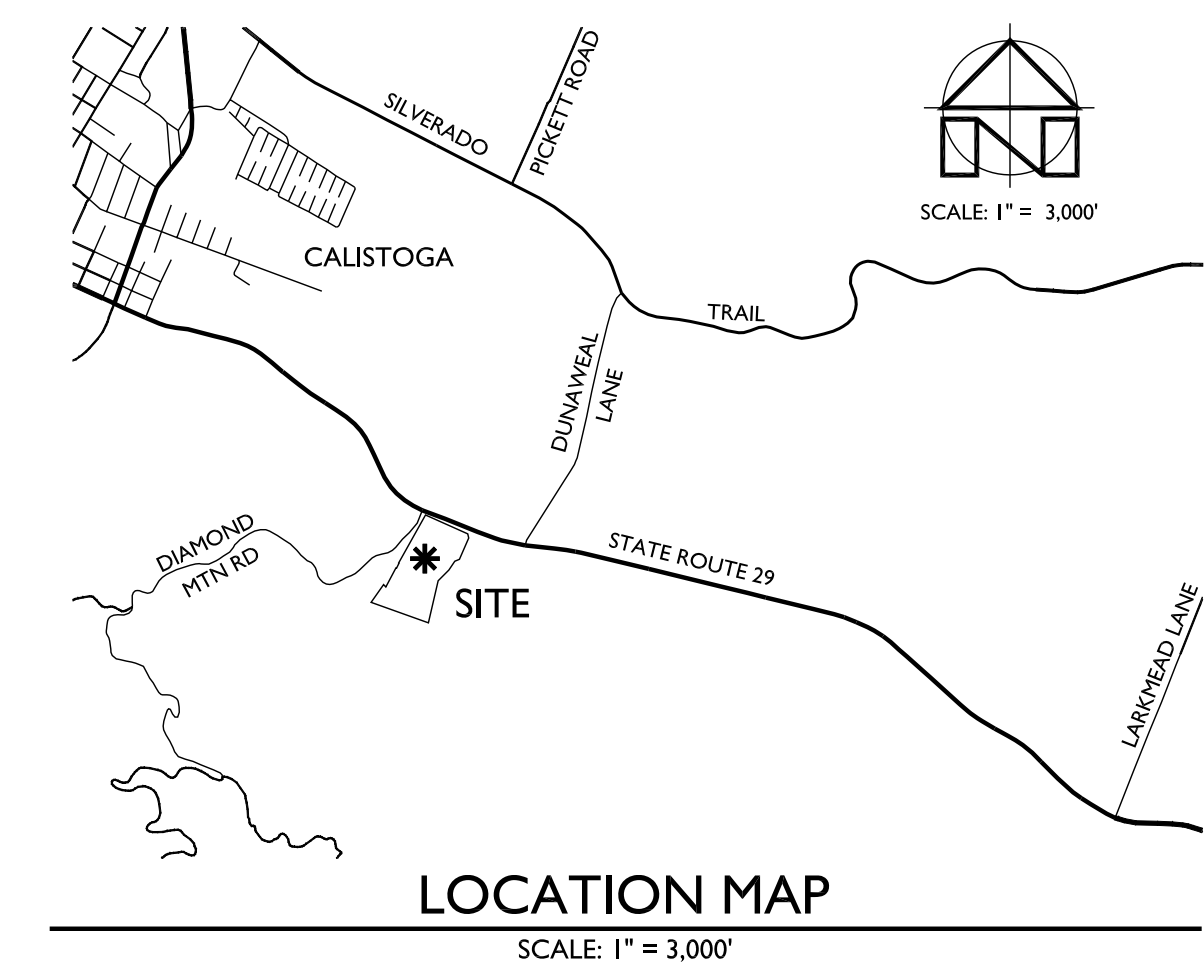 SILVERADO
PICKETT ROAD
SCALE: 1" = 3,000'
CALISTOGA
TRAIL
DUNAWEAL
LANE
DIAMOND
MTN RD
STATE ROUTE 29
SITE
LARKMEAD LANE
LOCATION MAP
SCALE: 1" = 3,000'